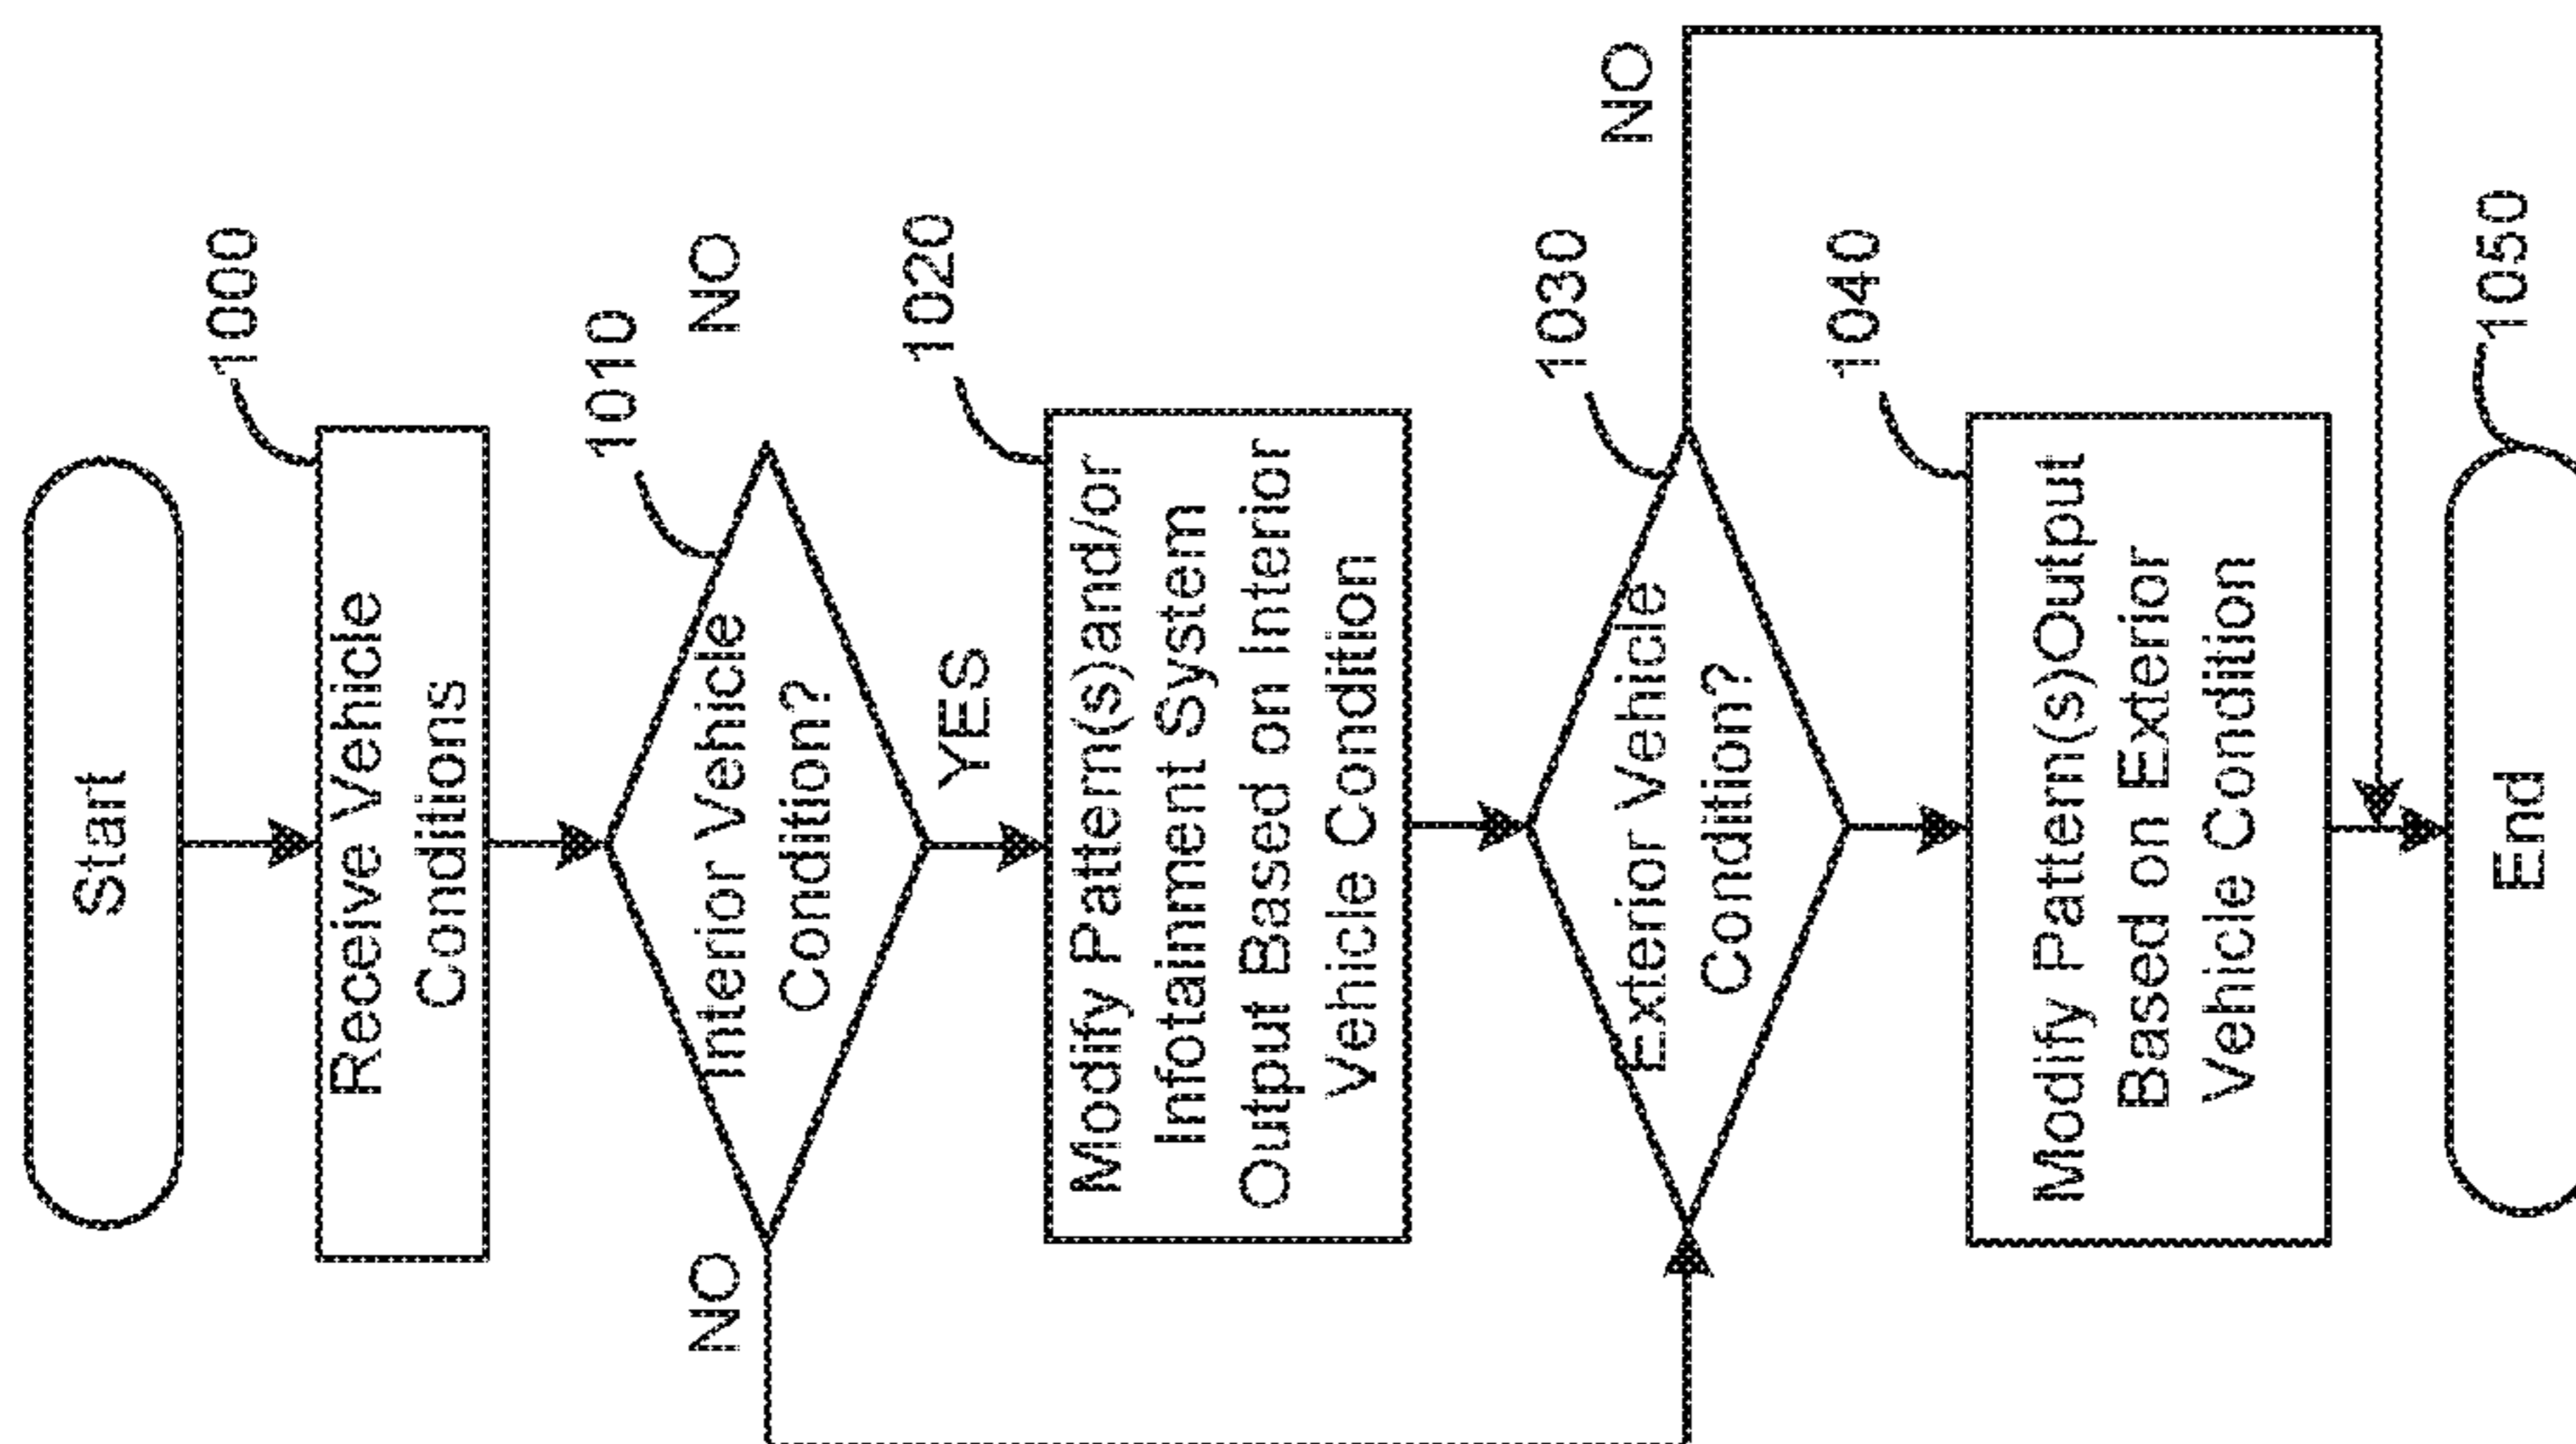 Start
1000
Receive Vehicle
Conditions
1010
Interior Vehicle
Condition?
NO
NO
YES
1020
Modify Pattern(s)and/or
Infotainment System
Output Based on Interior
Vehicle Condition
1030
Exterior Vehicle
Condition?
NO
1040
Modify Pattern(s)Output
Based on Exterior
Vehicle Condition
1050
End